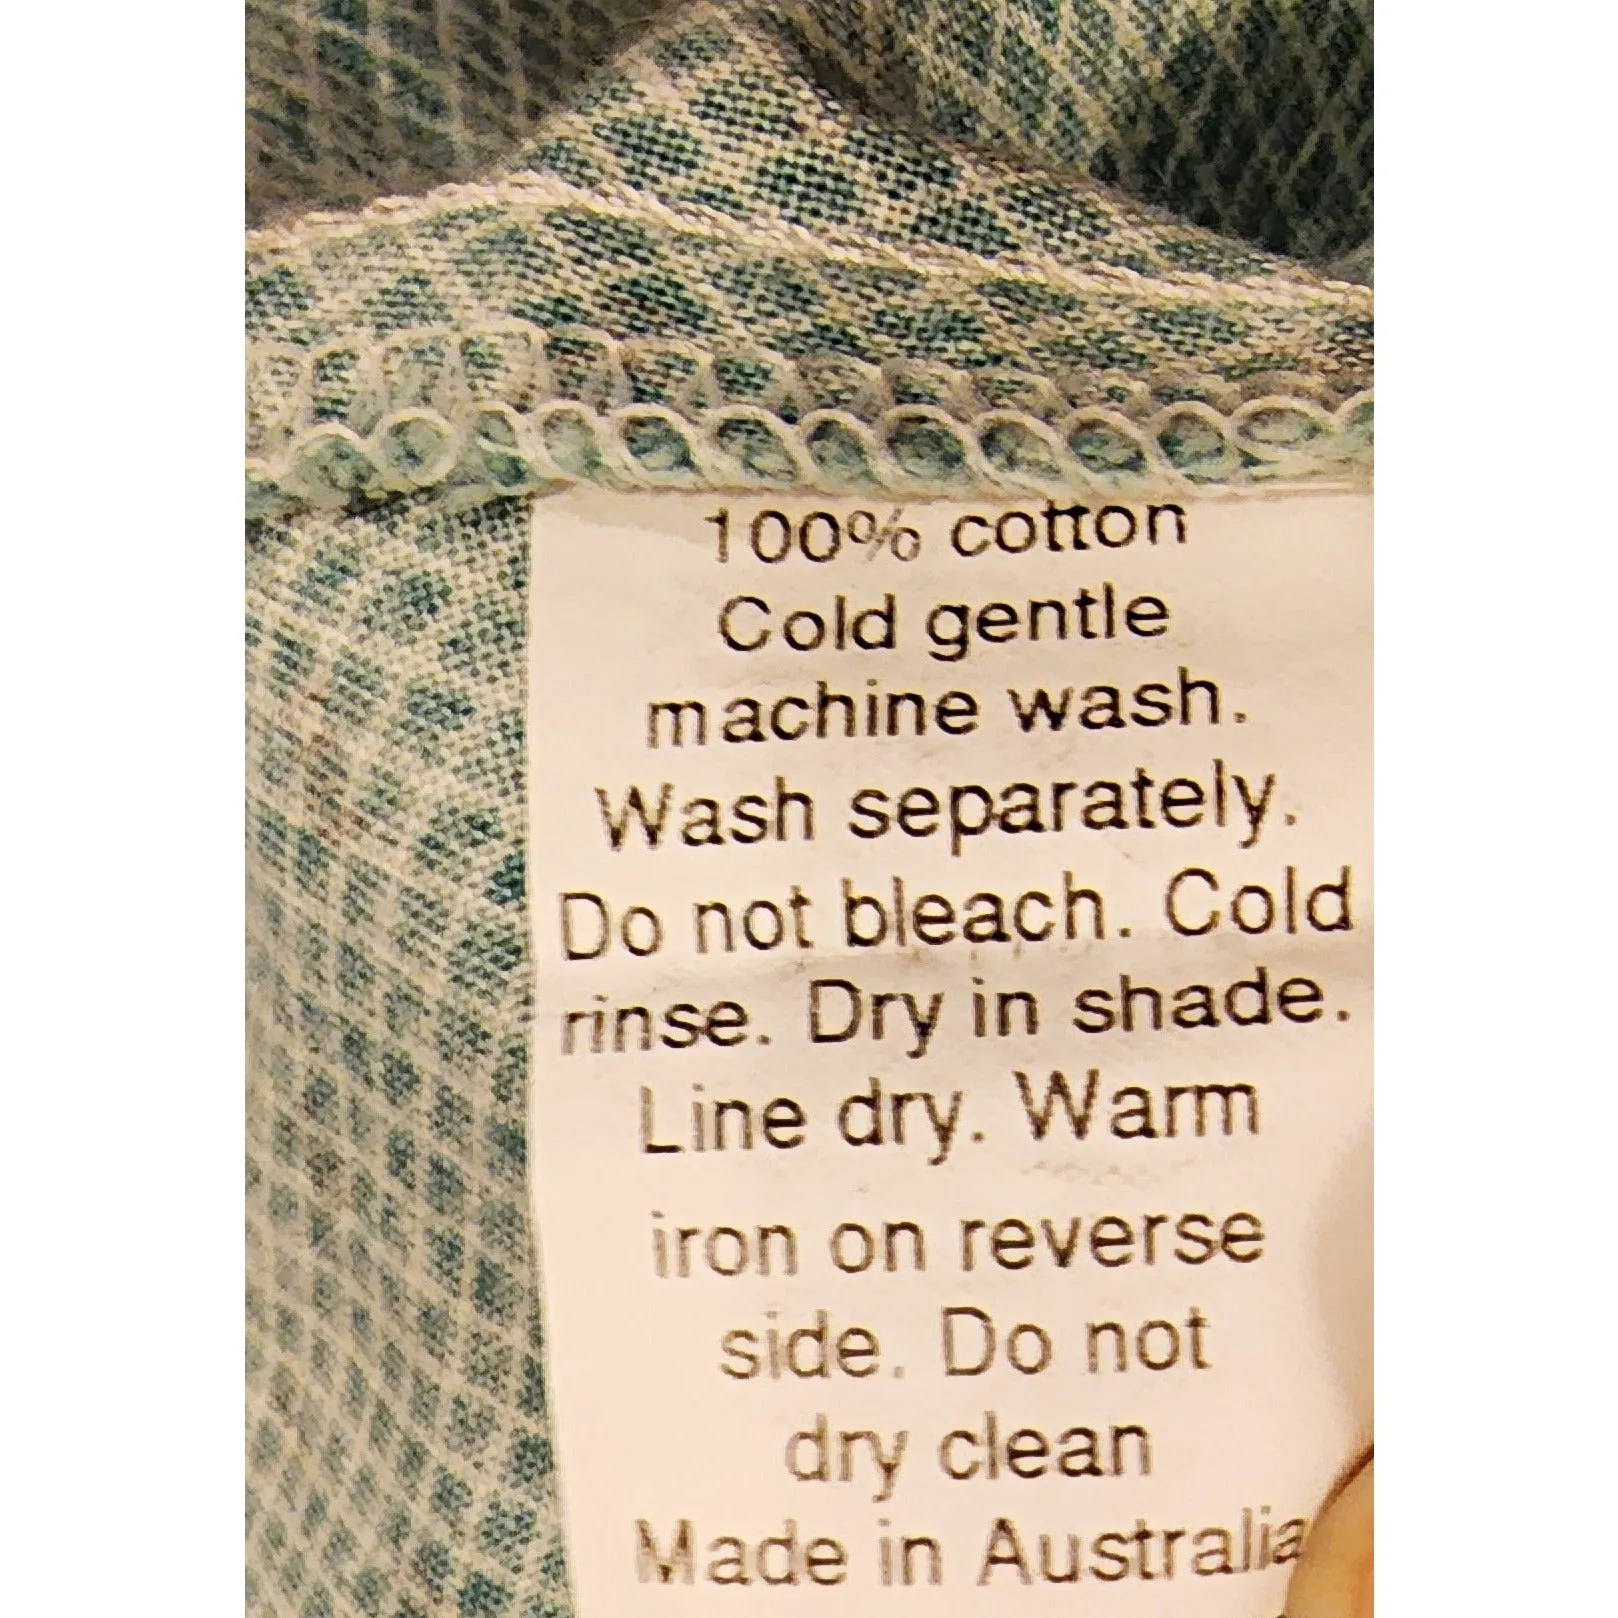 100% cotton
Cold gentle
machine wash.
Wash separately.
Do not bleach. Cold
rinse. Dry in shade.
Line dry. Warm
iron on reverse
side. Do not
dry clean
Made in Australia